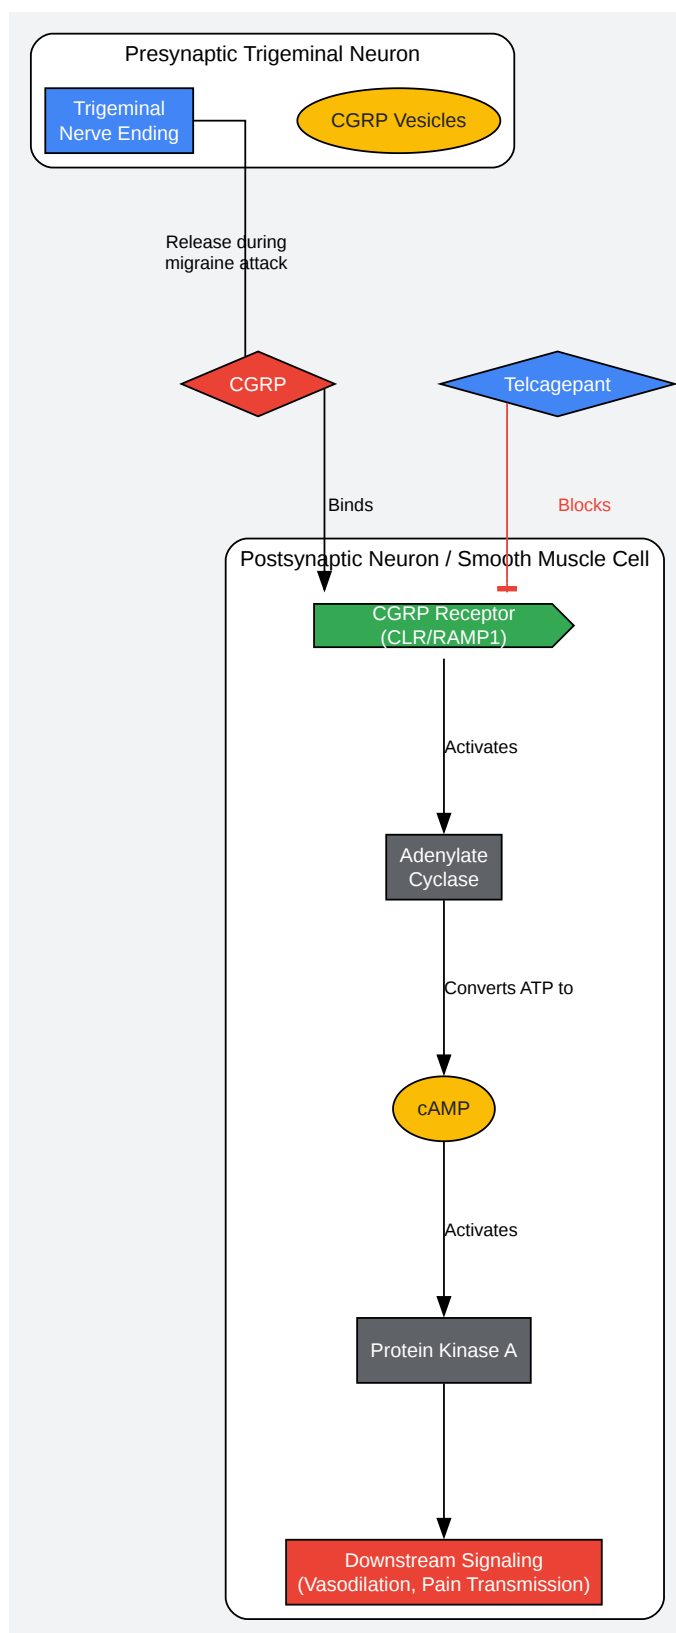 Presynaptic Trigeminal Neuron
Trigeminal
Nerve Ending
CGRP Vesicles
Release during
migraine attack
CGRP
Telcagepant
Binds
Blocks
Postsynaptic Neuron / Smooth Muscle Cell
CGRP Receptor
(CLR/RAMP1)
Activates
Adenylate
Cyclase
Converts ATP to
cAMP
Activates
Protein Kinase A
Downstream Signaling
(Vasodilation, Pain Transmission)